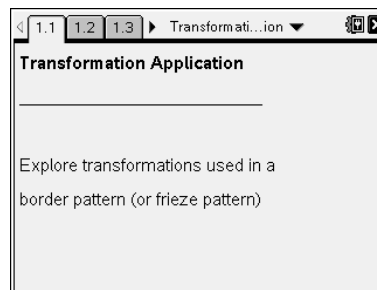 1.1 1.2 1.3 Transformati...ion
Transformation Application
Explore transformations used in a
border pattern (or frieze pattern)